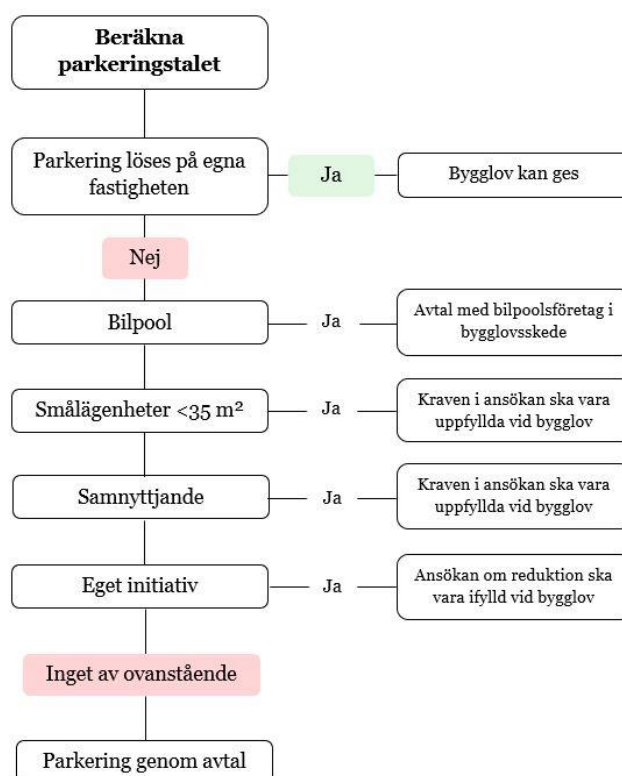 Beräkna
parkeringstalet
Parkering löses på egna
fastigheten
Ja
Bygglov kan ges
Nej
Bilpool
Ja
Avtal med bilpoolsföretag i
bygglovsskede
Smålägenheter <35 m²
Ja
Kraven i ansökan ska vara
uppfyllda vid bygglov
Samnyttjande
Ja
Kraven i ansökan ska vara
uppfyllda vid bygglov
Eget initiativ
Ja
Ansökan om reduktion ska
vara ifylld vid bygglov
Inget av ovanstående
Parkering genom avtal